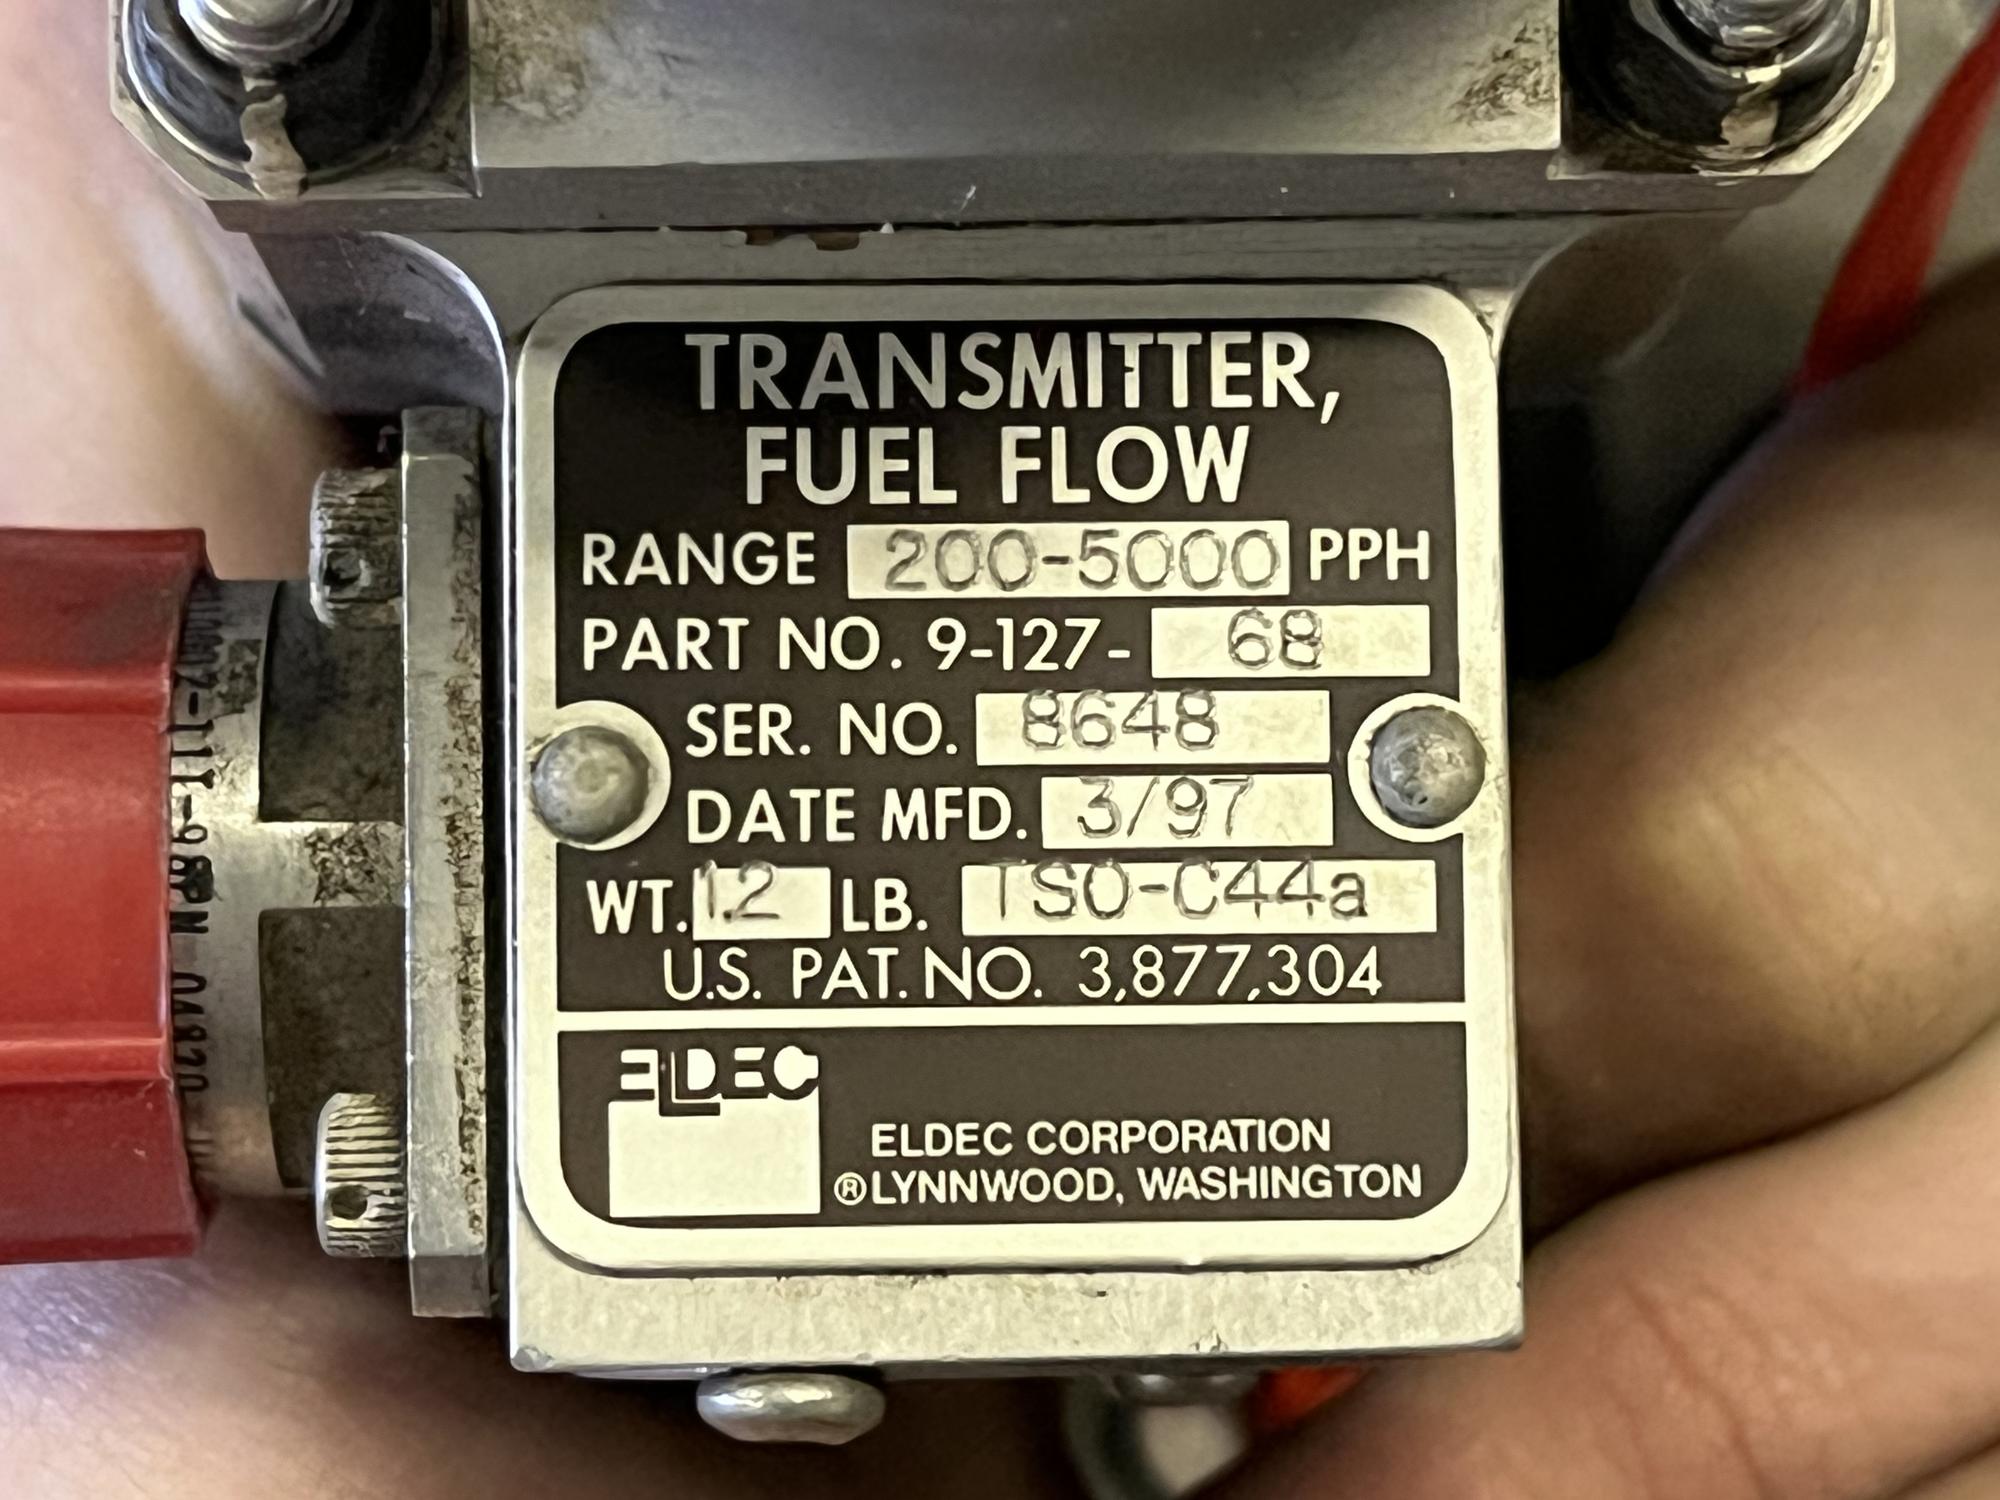 TRANSMITTER,
FUEL FLOW
RANGE 200-5000 PPH
PART NO. 9-127- 68
SER. NO. 8648
DATE MFD. 3/97
WT. 1.2 LB. TSO-C44a
U.S. PAT. NO. 3,877,304
ELDEC
ELDEC CORPORATION
® LYNNWOOD, WASHINGTON